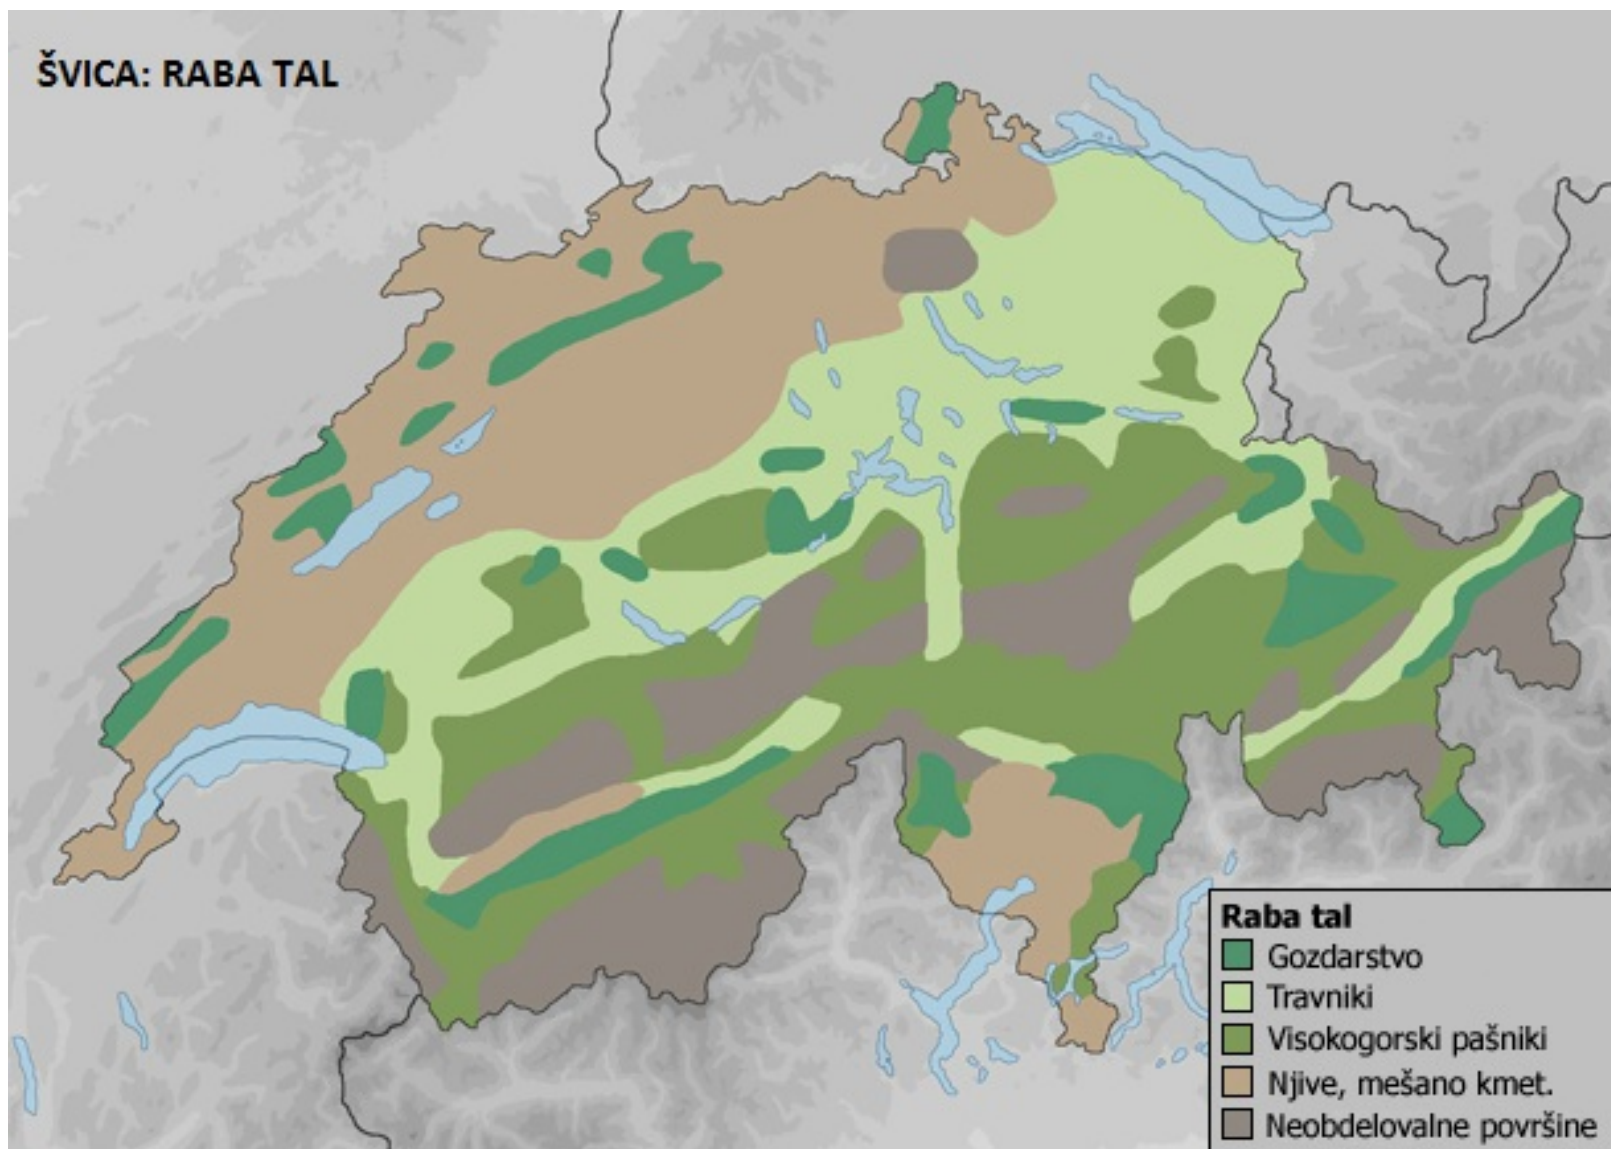 ŠVICA: RABA TAL
Raba tal
Gozdarstvo
Travniki
Visokogorski pašniki
Njive, mešano kmet.
Neobdelovalne površine